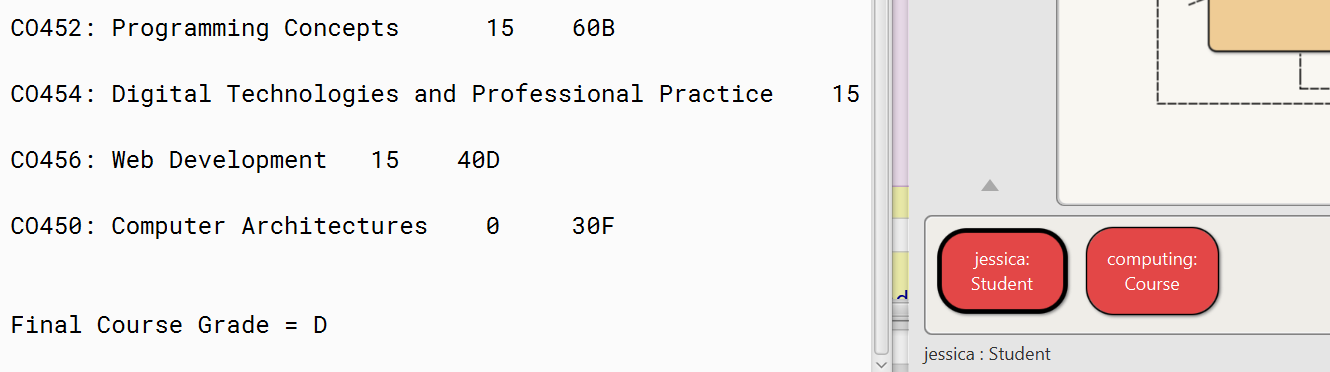 CO452: Programming Concepts 15 60B
CO454: Digital Technologies and Professional Practice 15
CO456: Web Development 15 40D
CO450: Computer Architectures 0 30F
Final Course Grade = D
d
jessica:
Student
computing:
Course
jessica : Student